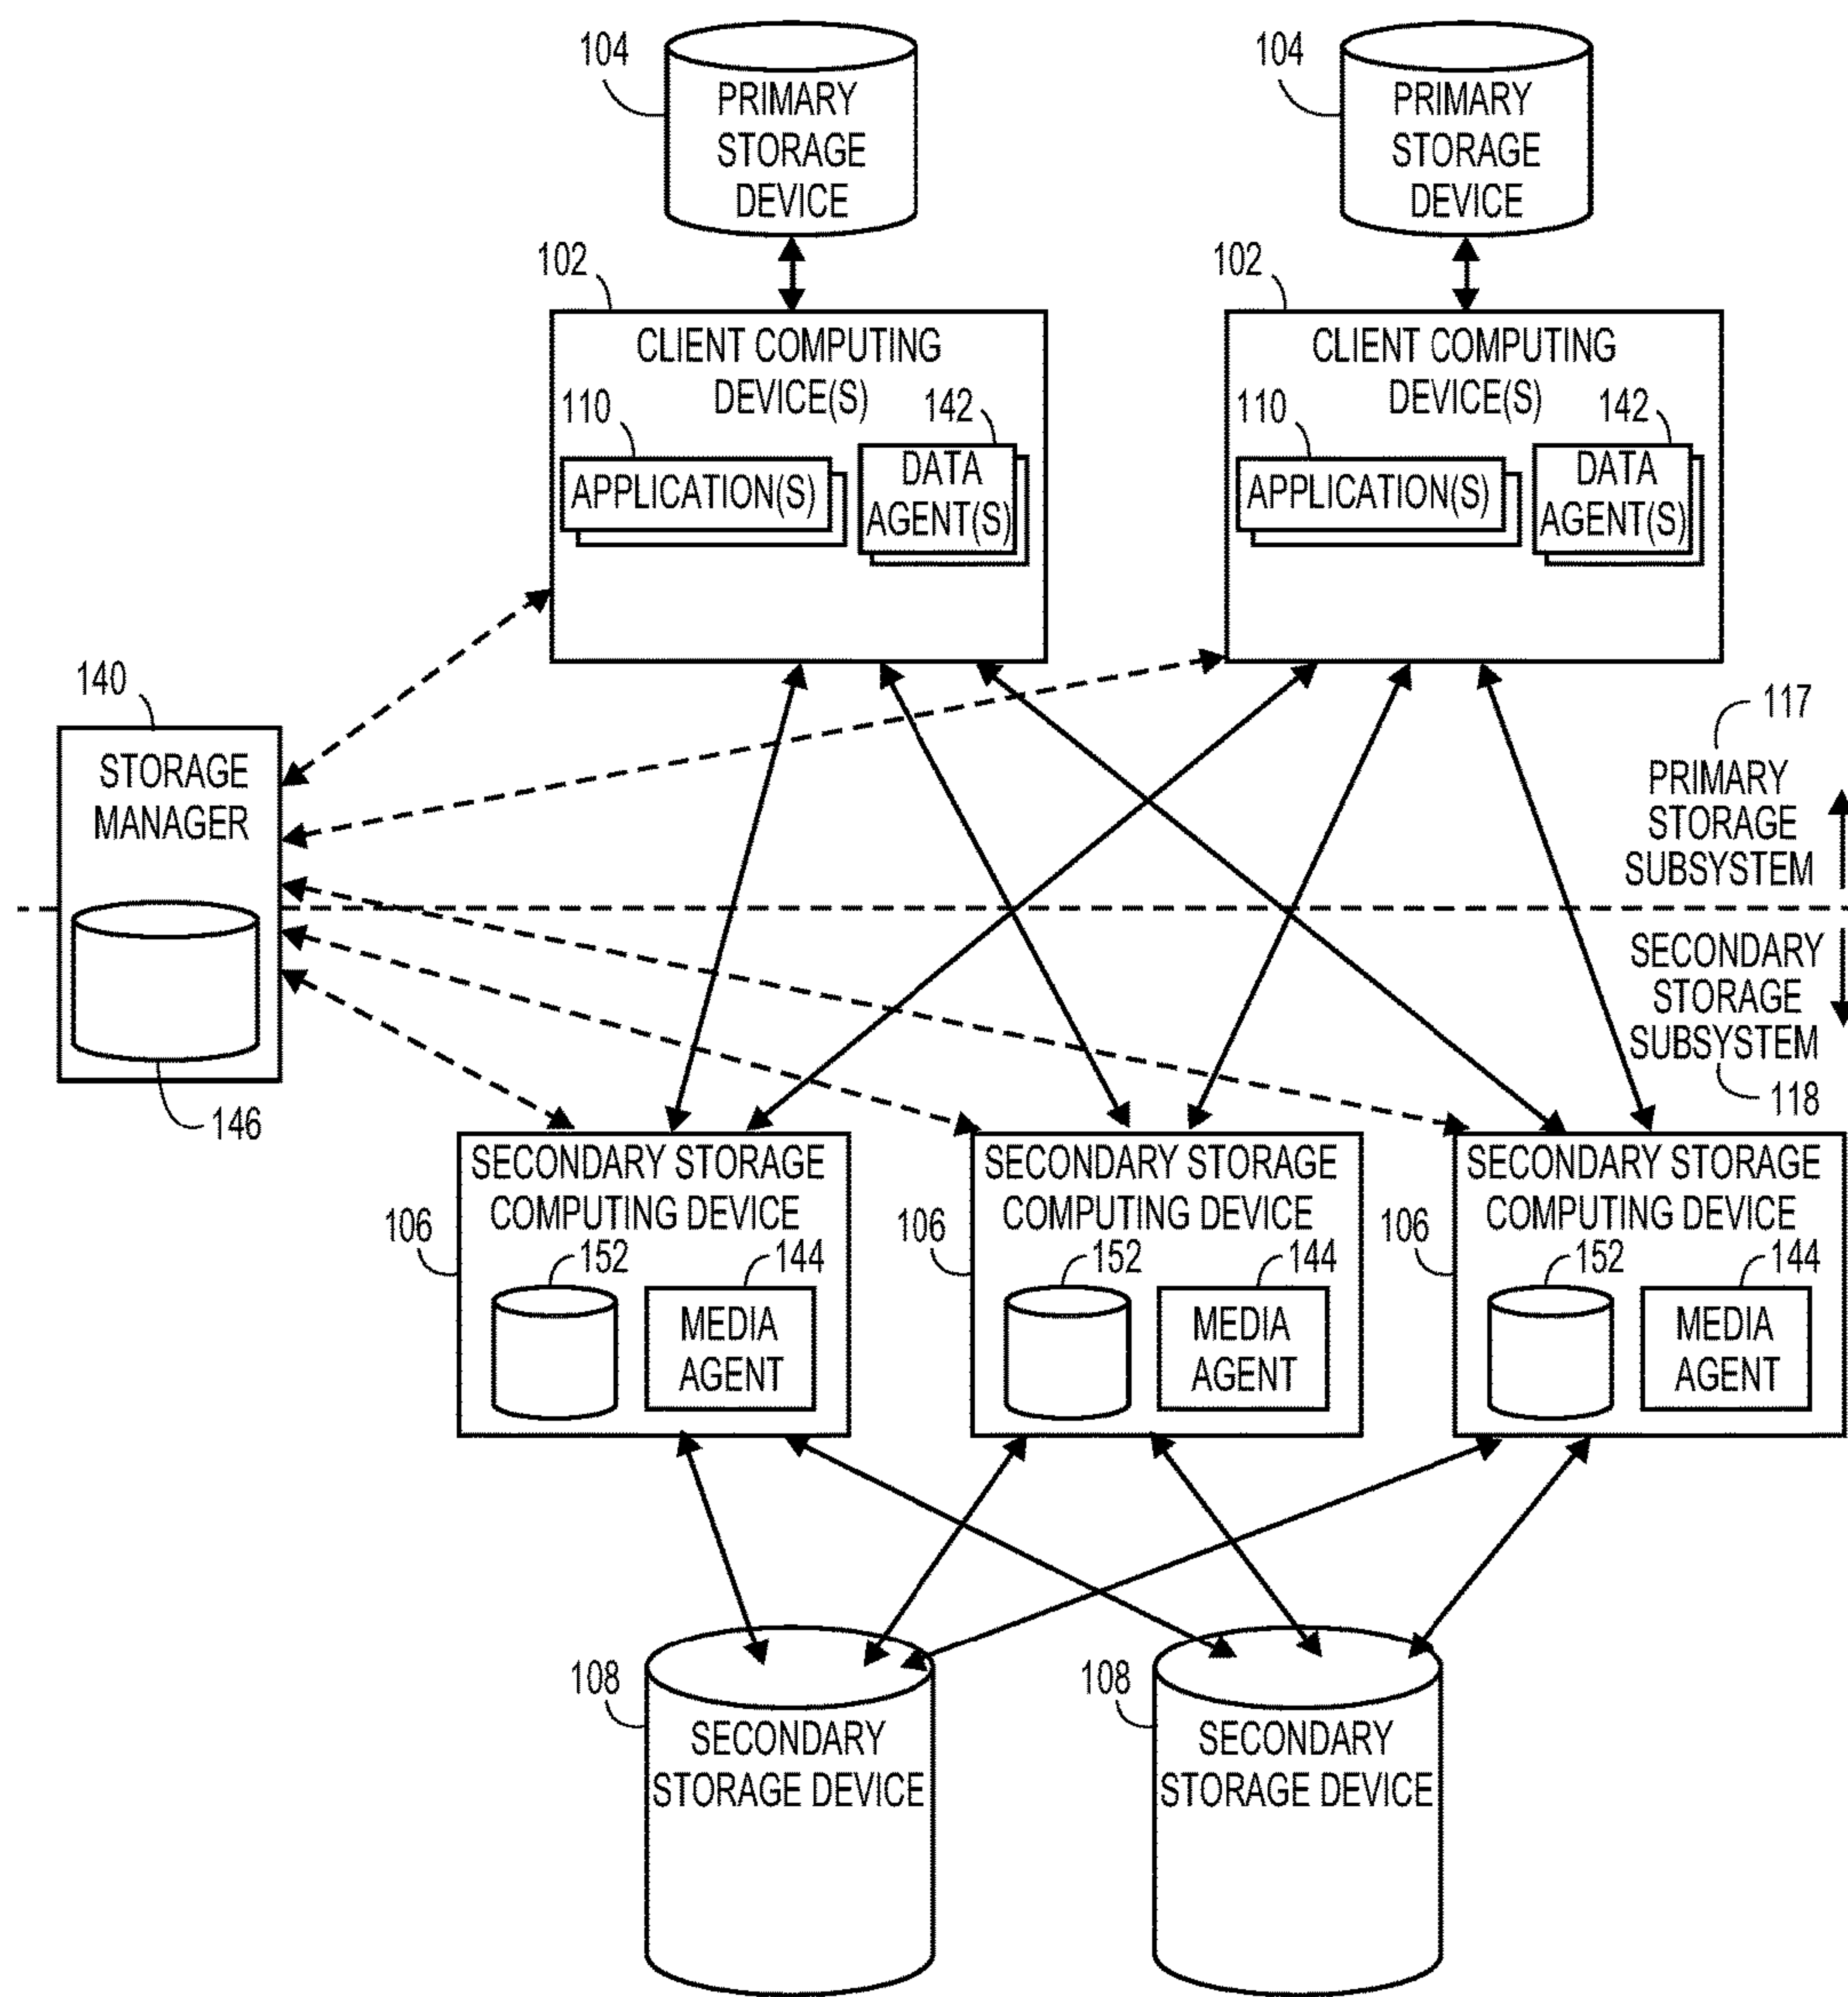 104
PRIMARY
STORAGE
DEVICE
104
PRIMARY
STORAGE
DEVICE
102
CLIENT COMPUTING
DEVICE(S)
110
142
APPLICATION(S)
DATA
AGENT(S)
102
CLIENT COMPUTING
DEVICE(S)
110
142
APPLICATION(S)
DATA
AGENT(S)
140
STORAGE
MANAGER
146
117
PRIMARY
STORAGE
SUBSYSTEM
SECONDARY
STORAGE
SUBSYSTEM
118
SECONDARY STORAGE
COMPUTING DEVICE
106
152
144
MEDIA
AGENT
SECONDARY STORAGE
COMPUTING DEVICE
106
152
144
MEDIA
AGENT
SECONDARY STORAGE
COMPUTING DEVICE
106
152
144
MEDIA
AGENT
108
SECONDARY
STORAGE DEVICE
108
SECONDARY
STORAGE DEVICE